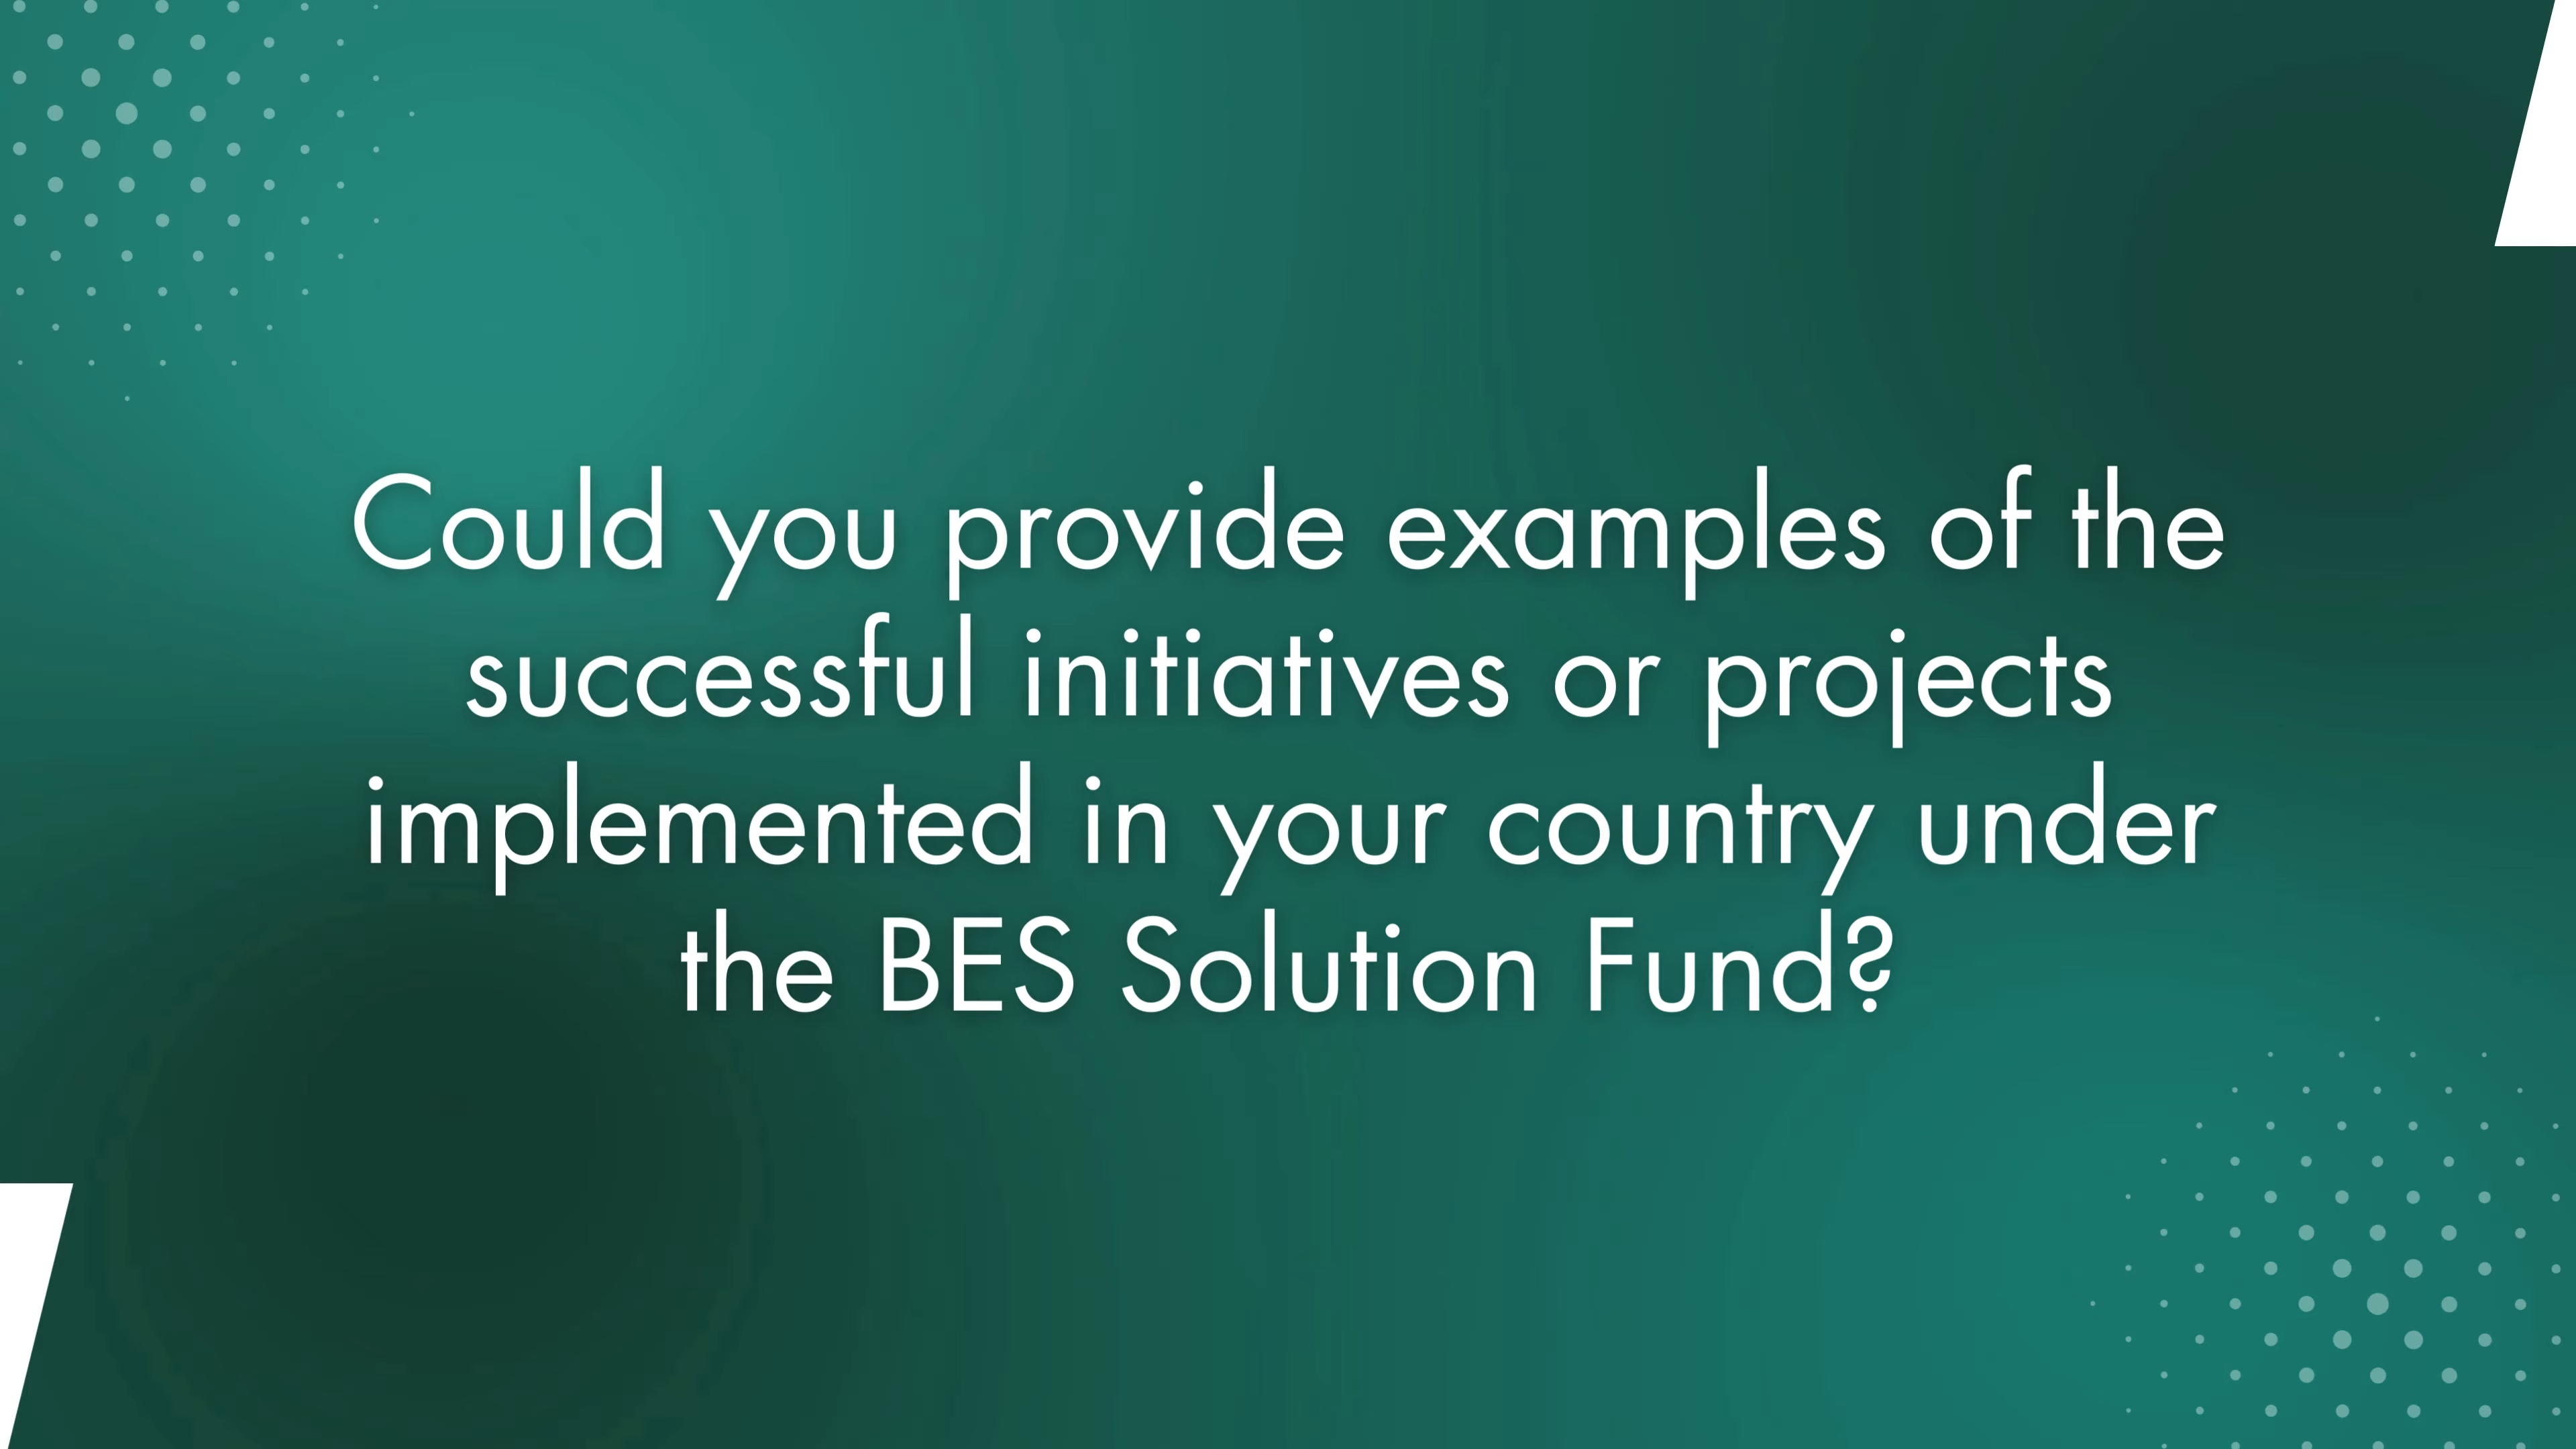 Could you provide examples of the
successful initiatives or projects
implemented in your country under
the BES Solution Fund?